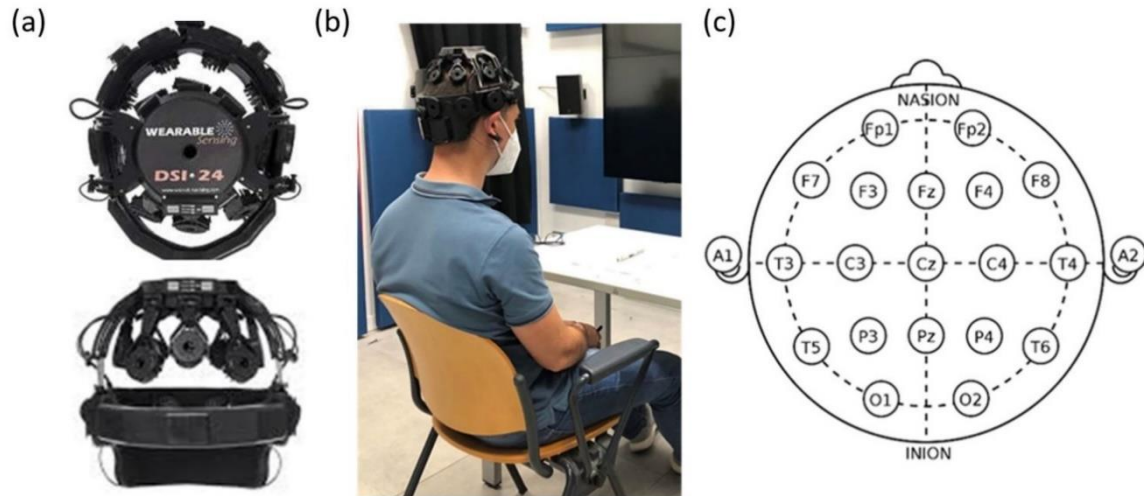 (a)
(b)
(c)
WEARABLE
Sensing
DSI-24
NASION
Fp1 Fp2
F7 F3 Fz F4 F8
A1 T3 C3 Cz C4 T4 A2
T5 P3 Pz P4 T6
O1 O2
INION